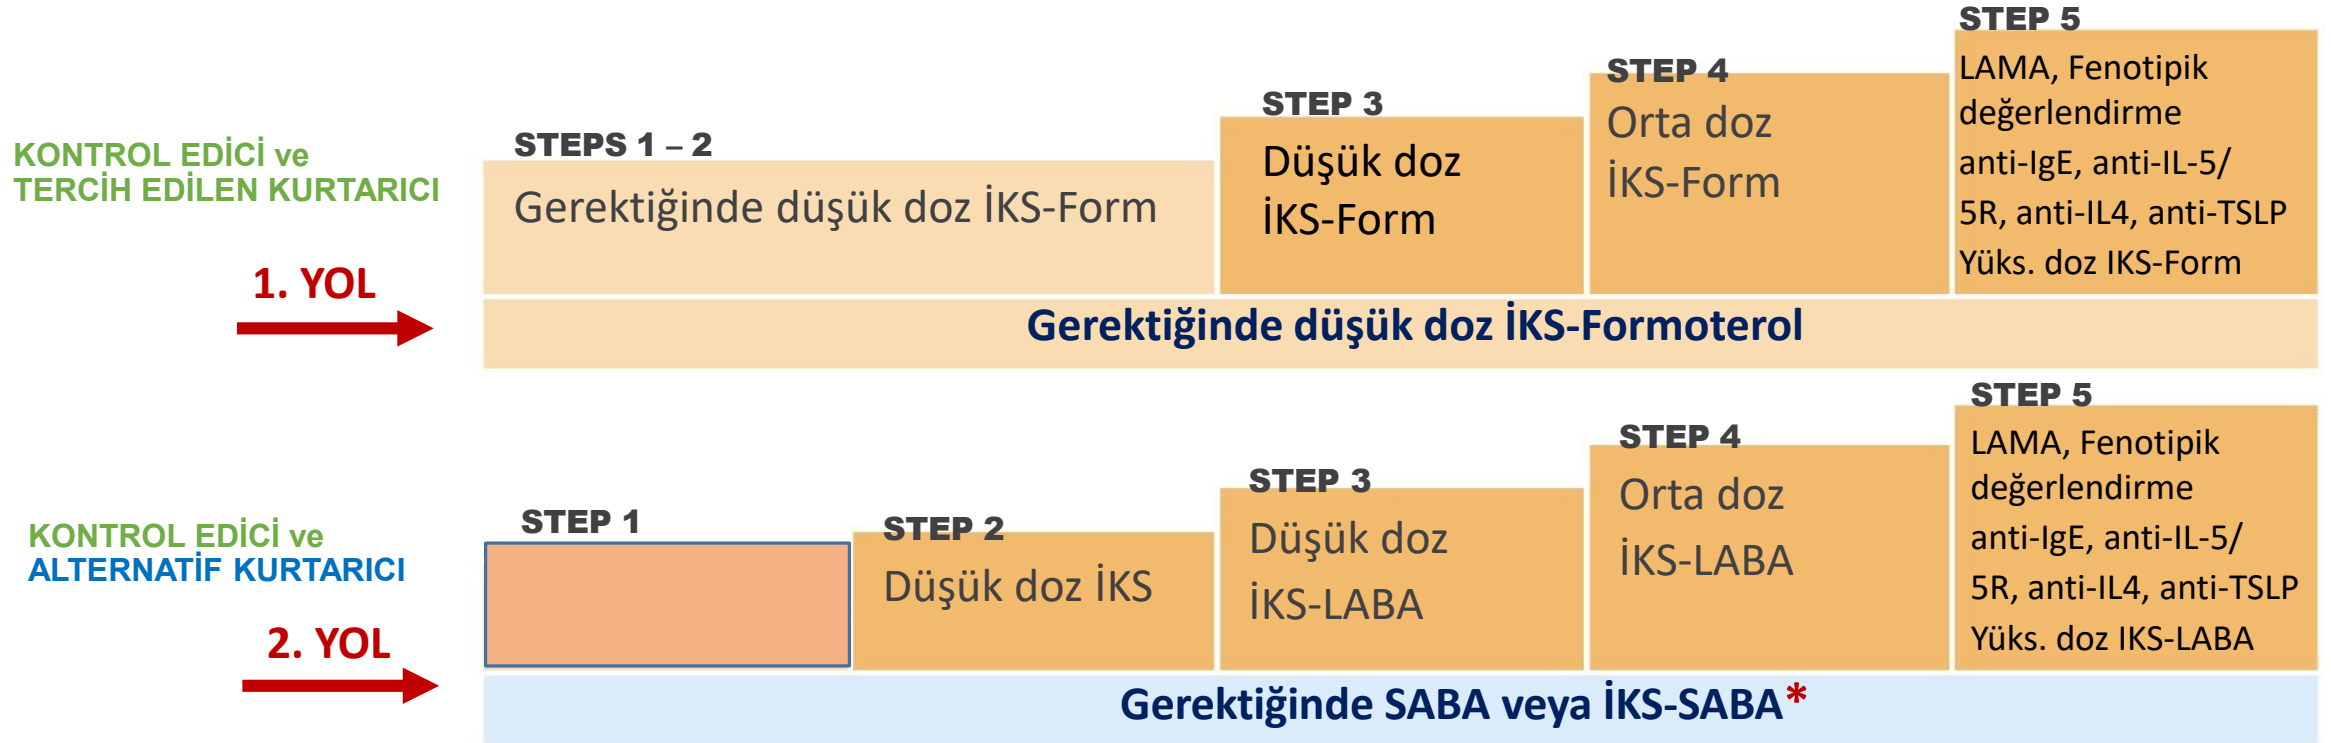 KONTROL EDİCİ ve
TERCİH EDİLEN KURTARICI
1. YOL
STEPS 1 – 2
Gerektiğinde düşük doz İKS-Form
STEP 3
Düşük doz
İKS-Form
STEP 4
Orta doz
İKS-Form
STEP 5
LAMA, Fenotipik
değerlendirme
anti-IgE, anti-IL-5/
5R, anti-IL4, anti-TSLP
Yüks. doz IKS-Form
Gerektiğinde düşük doz İKS-Formoterol
KONTROL EDİCİ ve
ALTERNATİF KURTARICI
2. YOL
STEP 1
STEP 2
Düşük doz İKS
STEP 3
Düşük doz
İKS-LABA
STEP 4
Orta doz
İKS-LABA
STEP 5
LAMA, Fenotipik
değerlendirme
anti-IgE, anti-IL-5/
5R, anti-IL4, anti-TSLP
Yüks. doz IKS-LABA
Gerektiğinde SABA veya İKS-SABA*